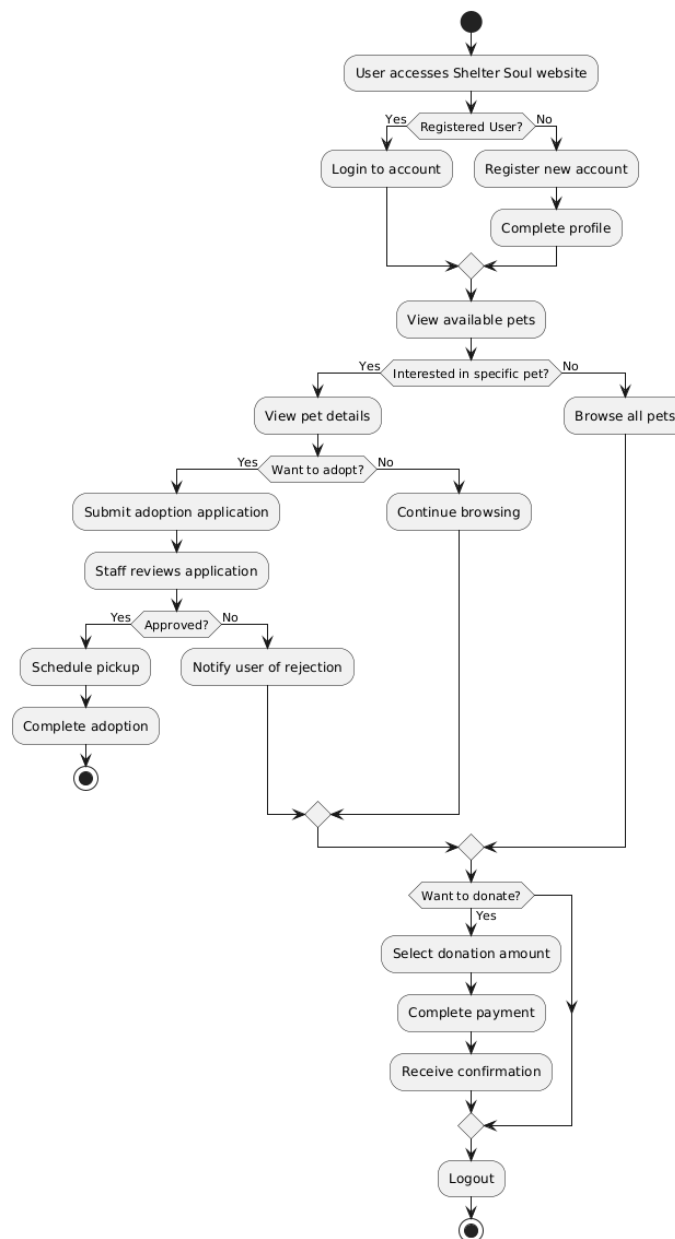 User accesses Shelter Soul website
Yes
Registered User?
No
Login to account
Register new account
Complete profile
View available pets
Yes
Interested in specific pet?
No
View pet details
Browse all pets
Yes
Want to adopt?
No
Submit adoption application
Continue browsing
Staff reviews application
Yes
Approved?
No
Schedule pickup
Notify user of rejection
Complete adoption
Want to donate?
Yes
Select donation amount
Complete payment
Receive confirmation
Logout